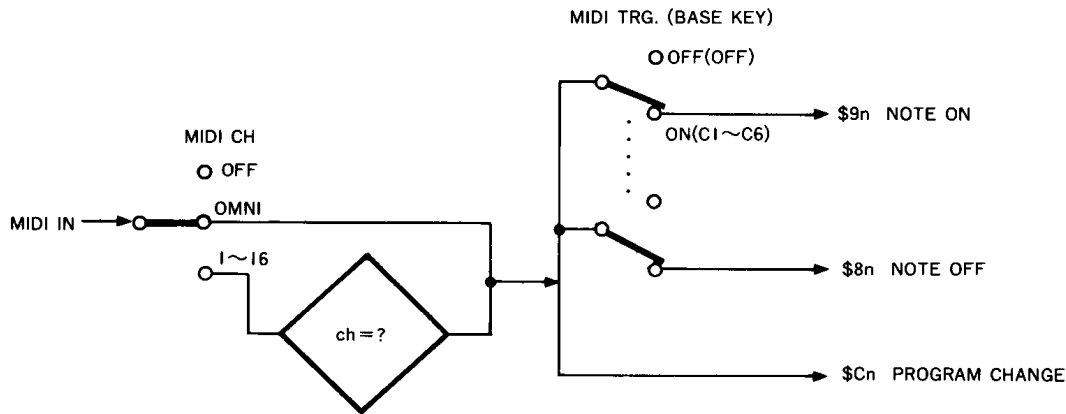 MIDI TRG. (BASE KEY)
OFF(OFF)
$9n NOTE ON
ON(C1~C6)
MIDI CH
OFF
OMNI
MIDI IN
1~16
$8n NOTE OFF
ch=?
$Cn PROGRAM CHANGE